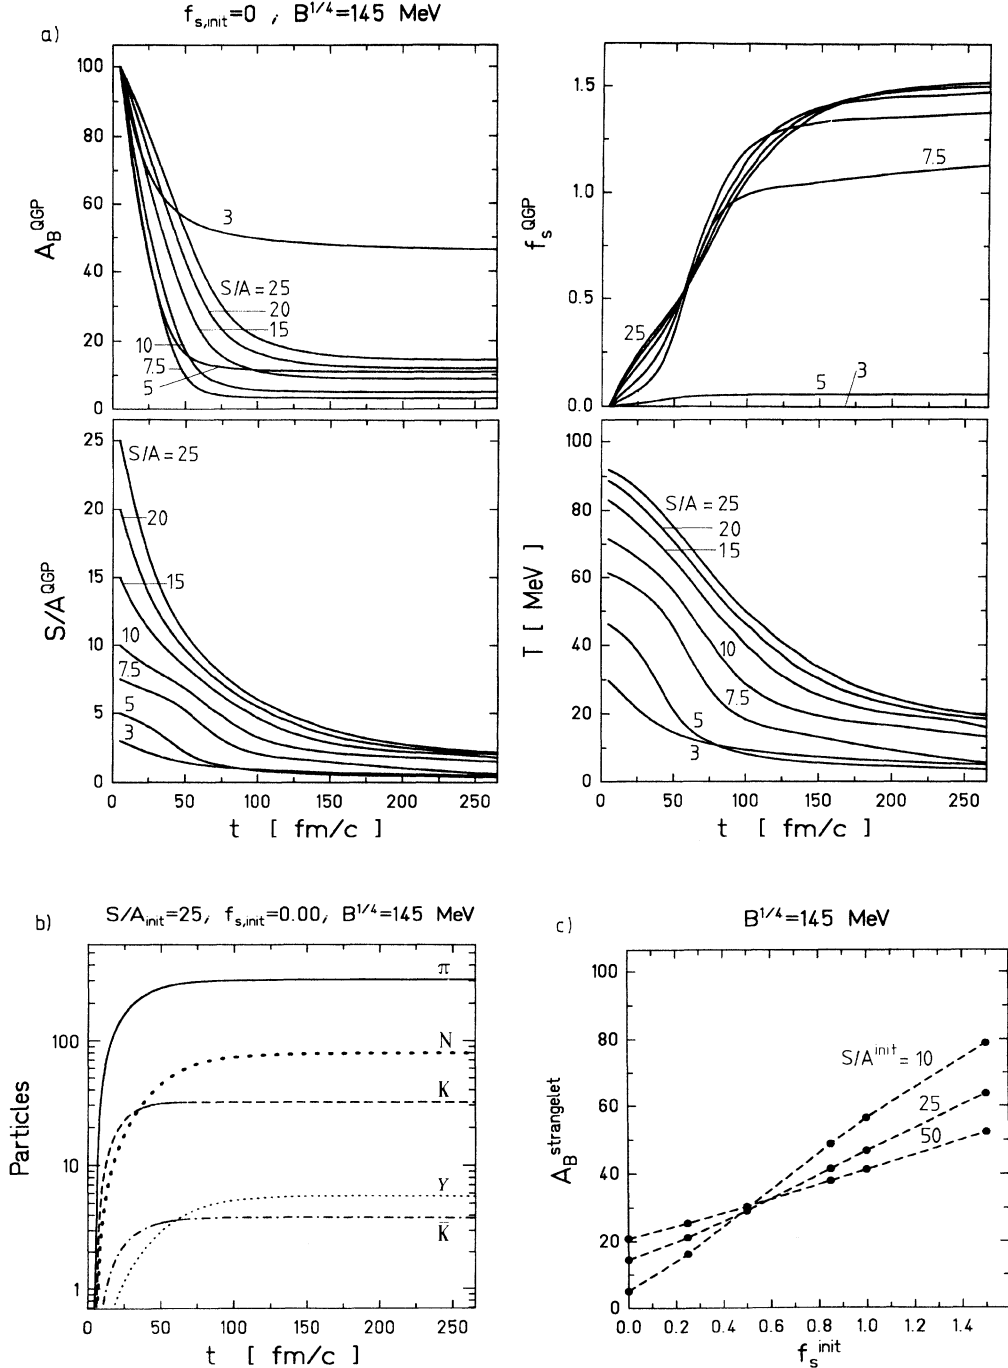 f_s,init=0 , B^1/4=145 MeV
a)
100
80
60
40
20
0
A_B^QGP
3
S/A=25
20
15
10
7.5
5
1.5
1.0
0.5
0.0
f_s^QGP
7.5
25
5
3
25
20
15
10
5
0
S/A^QGP
S/A=25
20
15
10
7.5
5
3
0 50 100 150 200 250
t [ fm/c ]
100
80
60
40
20
0
T [ MeV ]
S/A=25
20
15
10
7.5
5
3
0 50 100 150 200 250
t [ fm/c ]
b)
S/A_init=25, f_s,init=0.00, B^1/4=145 MeV
100
10
1
Particles
π
N
K
Y
K̅
0 50 100 150 200 250
t [ fm/c ]
c)
B^1/4=145 MeV
100
80
60
40
20
0
A_B^strangelet
S/A^init=10
25
50
0.0 0.2 0.4 0.6 0.8 1.0 1.2 1.4
f_s^init